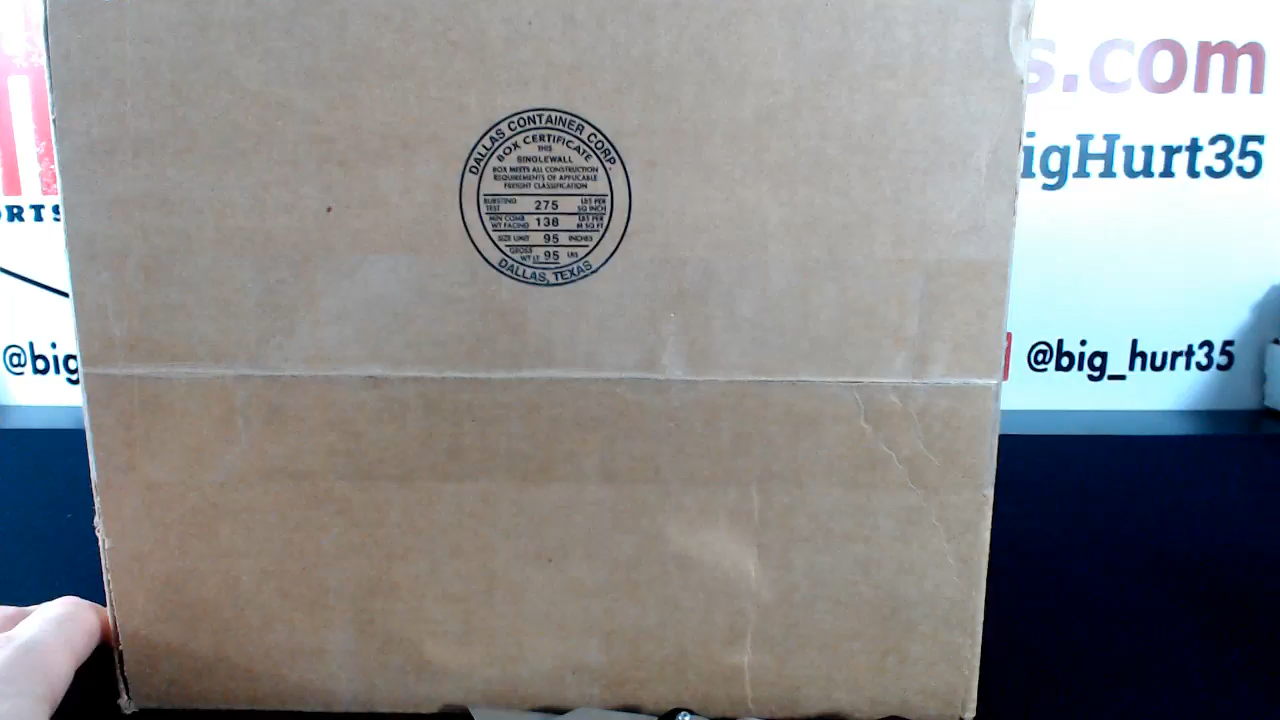 s.com
igHurt35
ORTS
@big
@big_hurt35
DALLAS CONTAINER CORP.
BOX CERTIFICATE
THIS
SINGLEWALL
BOX MEETS ALL CONSTRUCTION
REQUIREMENTS OF APPLICABLE
FREIGHT CLASSIFICATION
BURSTING TEST 275 LBS PER SQ INCH
MIN COMB WT FACING 138 LBS PER M SQ FT
SIZE LIMIT 95 INCHES
GROSS WT LT 95 LBS
DALLAS, TEXAS